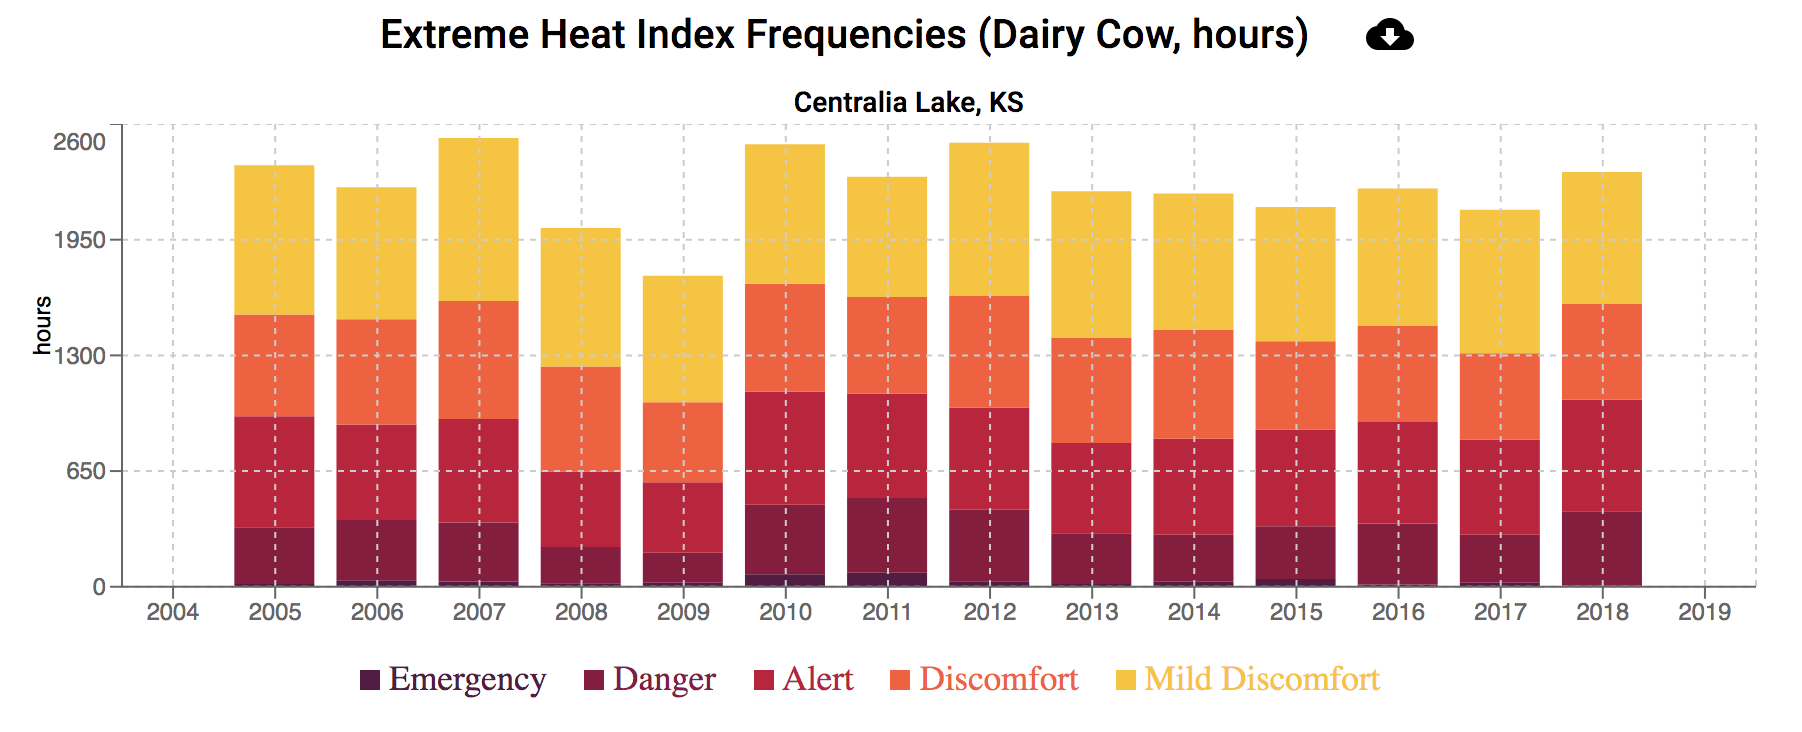 Extreme Heat Index Frequencies (Dairy Cow, hours)
Centralia Lake, KS
2600
1950
1300
650
0
hours
2004 2005 2006 2007 2008 2009 2010 2011 2012 2013 2014 2015 2016 2017 2018 2019
Emergency Danger Alert Discomfort Mild Discomfort